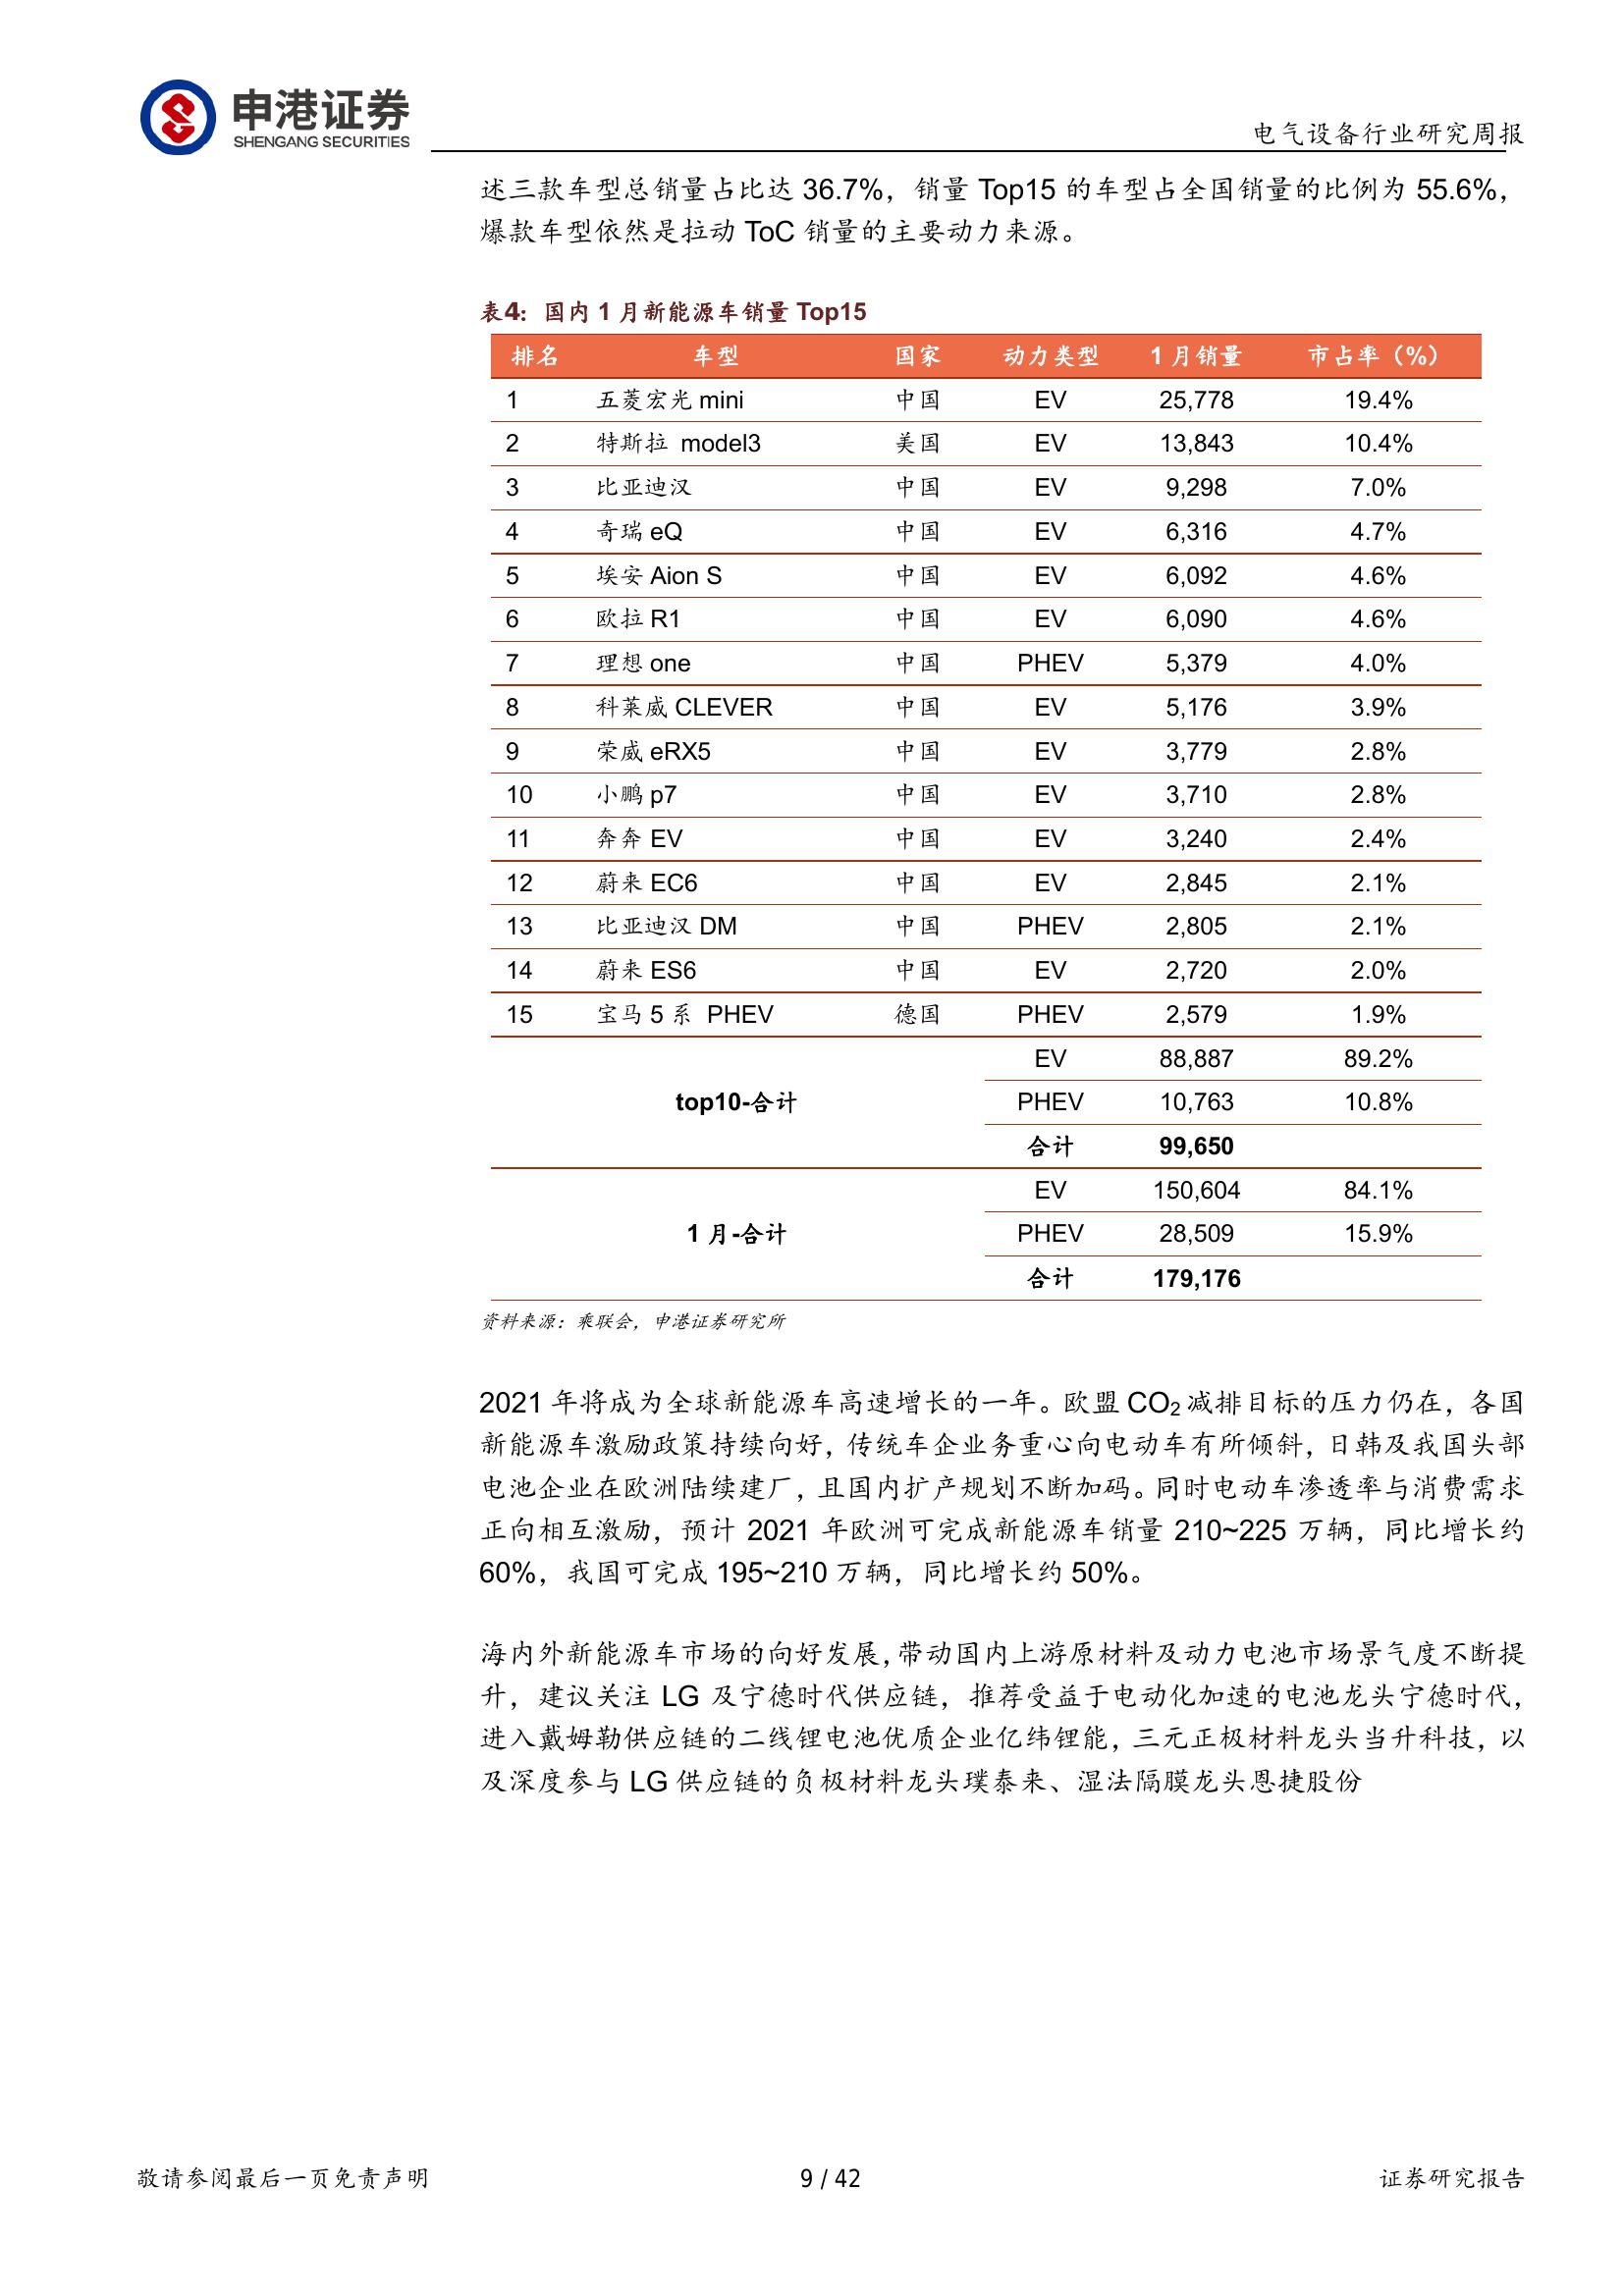 申港证券
SHENGANG SECURITIES
电气设备行业研究周报
述三款车型总销量占比达 36.7%，销量 Top15 的车型占全国销量的比例为 55.6%，
爆款车型依然是拉动 ToC 销量的主要动力来源。
表4：国内 1 月新能源车销量 Top15
排名 车型 国家 动力类型 1 月销量 市占率（%）
1 五菱宏光 mini 中国 EV 25,778 19.4%
2 特斯拉 model3 美国 EV 13,843 10.4%
3 比亚迪汉 中国 EV 9,298 7.0%
4 奇瑞 eQ 中国 EV 6,316 4.7%
5 埃安 Aion S 中国 EV 6,092 4.6%
6 欧拉 R1 中国 EV 6,090 4.6%
7 理想 one 中国 PHEV 5,379 4.0%
8 科莱威 CLEVER 中国 EV 5,176 3.9%
9 荣威 eRX5 中国 EV 3,779 2.8%
10 小鹏 p7 中国 EV 3,710 2.8%
11 奔奔 EV 中国 EV 3,240 2.4%
12 蔚来 EC6 中国 EV 2,845 2.1%
13 比亚迪汉 DM 中国 PHEV 2,805 2.1%
14 蔚来 ES6 中国 EV 2,720 2.0%
15 宝马 5 系 PHEV 德国 PHEV 2,579 1.9%
EV 88,887 89.2%
top10-合计 PHEV 10,763 10.8%
合计 99,650
EV 150,604 84.1%
1 月-合计 PHEV 28,509 15.9%
合计 179,176
资料来源：乘联会，申港证券研究所
2021 年将成为全球新能源车高速增长的一年。欧盟 CO₂ 减排目标的压力仍在，各国
新能源车激励政策持续向好，传统车企业务重心向电动车有所倾斜，日韩及我国头部
电池企业在欧洲陆续建厂，且国内扩产规划不断加码。同时电动车渗透率与消费需求
正向相互激励，预计 2021 年欧洲可完成新能源车销量 210~225 万辆，同比增长约
60%，我国可完成 195~210 万辆，同比增长约 50%。
海内外新能源车市场的向好发展，带动国内上游原材料及动力电池市场景气度不断提
升，建议关注 LG 及宁德时代供应链，推荐受益于电动化加速的电池龙头宁德时代，
进入戴姆勒供应链的二线锂电池优质企业亿纬锂能，三元正极材料龙头当升科技，以
及深度参与 LG 供应链的负极材料龙头璞泰来、湿法隔膜龙头恩捷股份
敬请参阅最后一页免责声明 9 / 42 证券研究报告